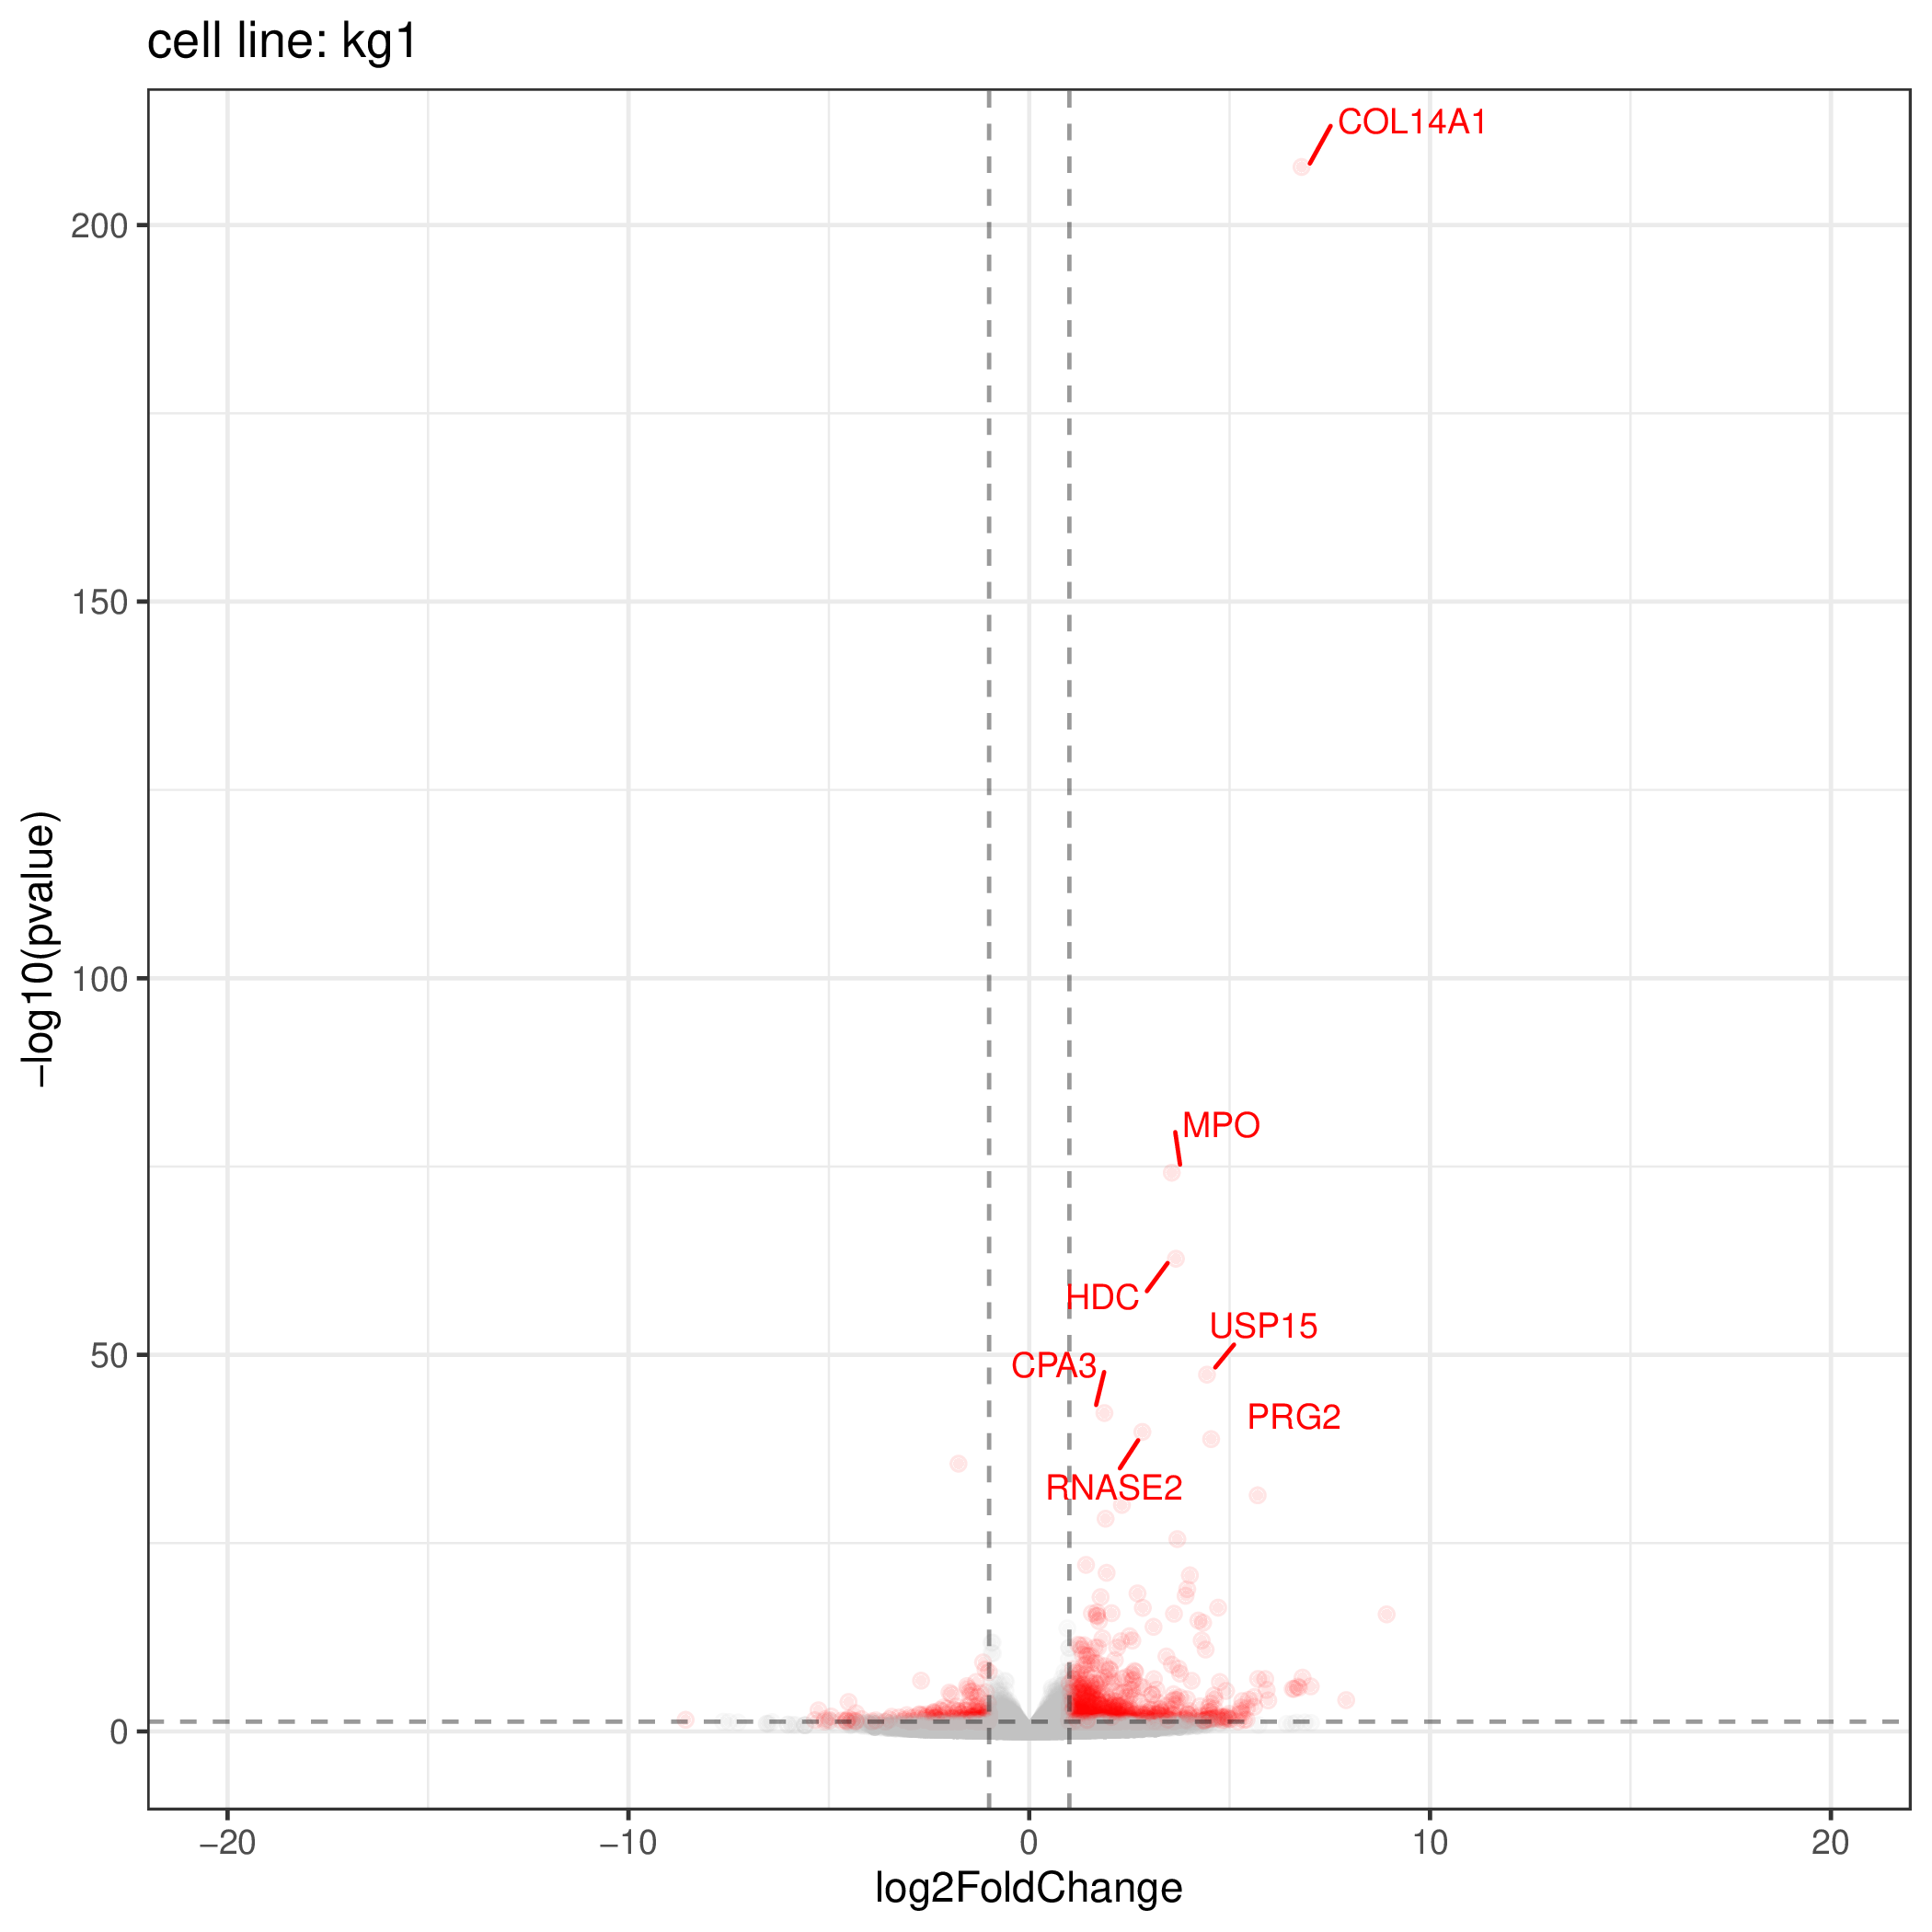 cell line: kg1
COL14A1
200
150
−log10(pvalue)
100
MPO
HDC
USP15
50
CPA3
PRG2
RNASE2
0
−20
−10
0
10
20
log2FoldChange